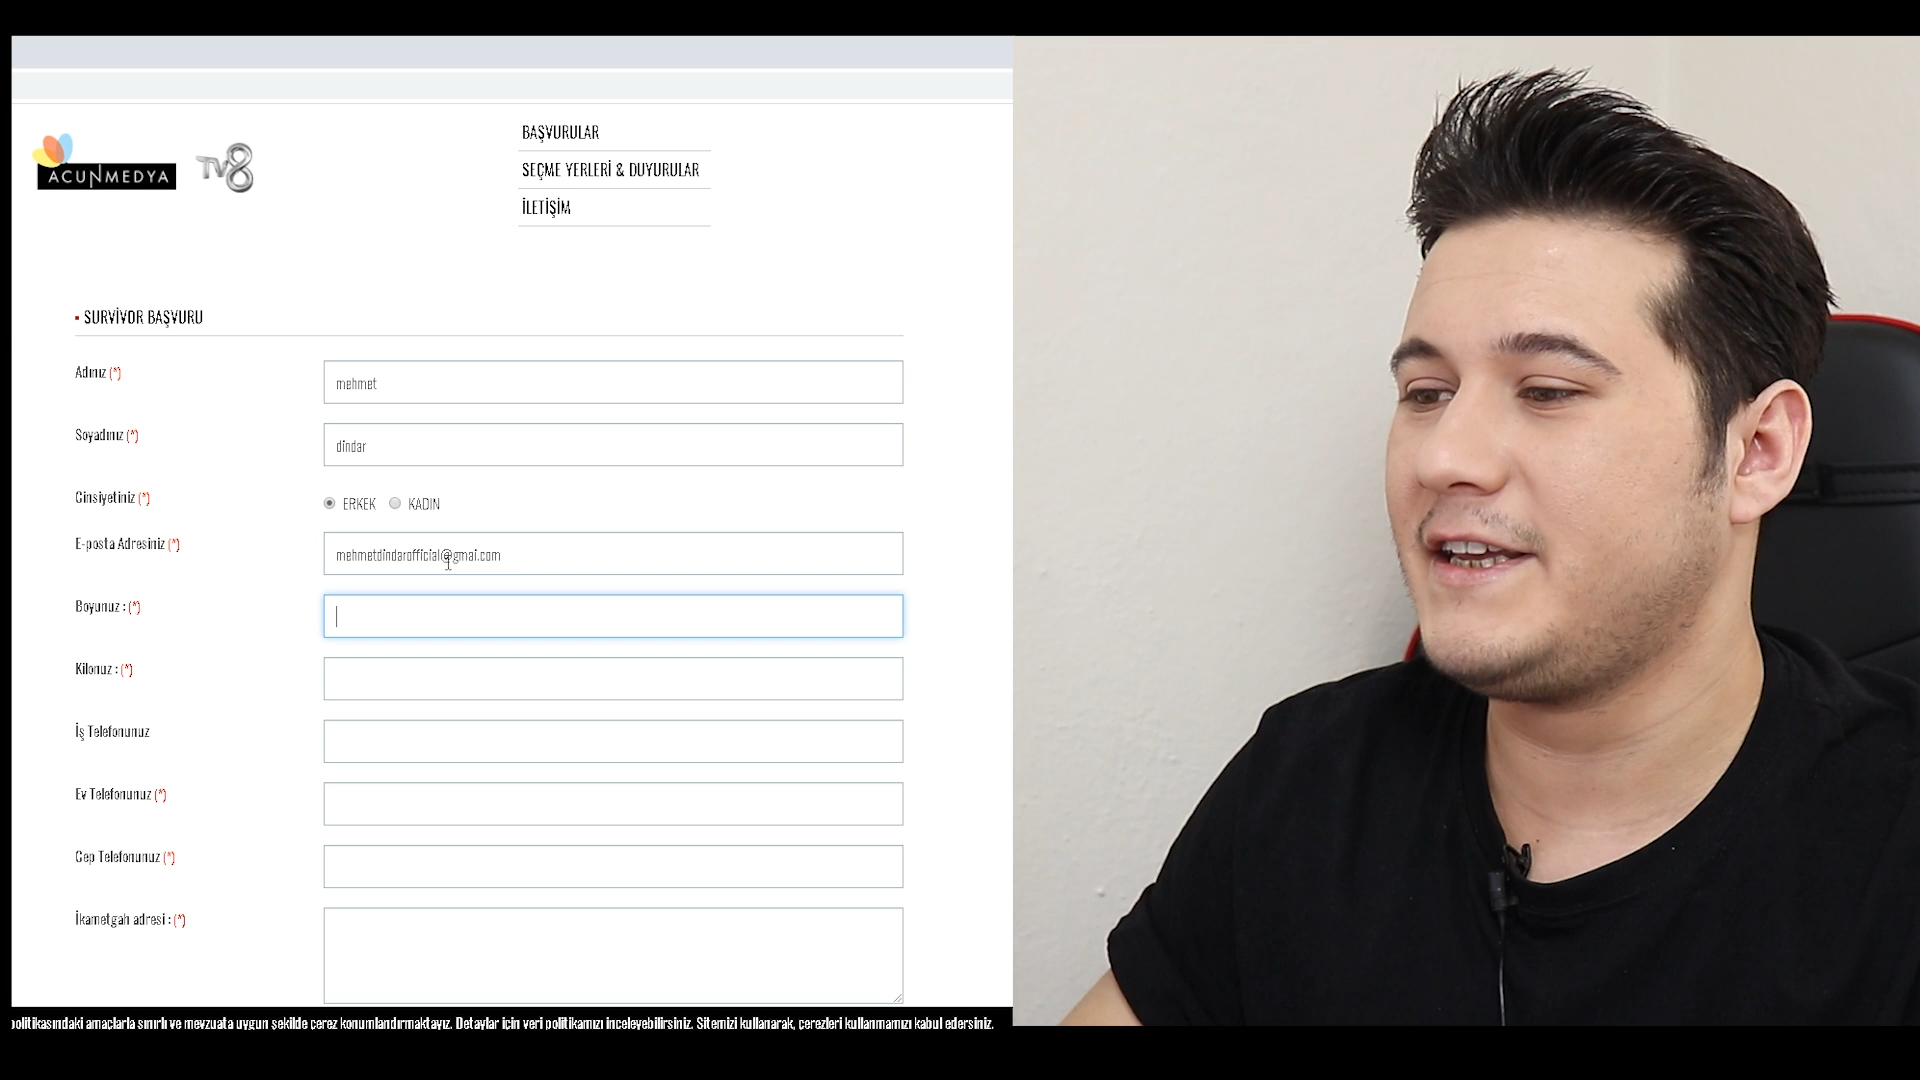 ACUNMEDYA
TV8
BAŞVURULAR
SEÇME YERLERİ & DUYURULAR
İLETİŞİM
SURVİVOR BAŞVURU
Adınız (*)
mehmet
Soyadınız (*)
dindar
Cinsiyetiniz (*)
ERKEK KADIN
E-posta Adresiniz (*)
mehmetdindarofficial@gmai.com
Boyunuz : (*)
Kilonuz : (*)
İş Telefonunuz
Ev Telefonunuz (*)
Cep Telefonunuz (*)
İkametgah adresi : (*)
politikasındaki amaçlarla sınırlı ve mevzuata uygun şekilde çerez konumlandırmaktayız. Detaylar için veri politikamızı inceleyebilirsiniz. Sitemizi kullanarak, çerezleri kullanmamızı kabul edersiniz.